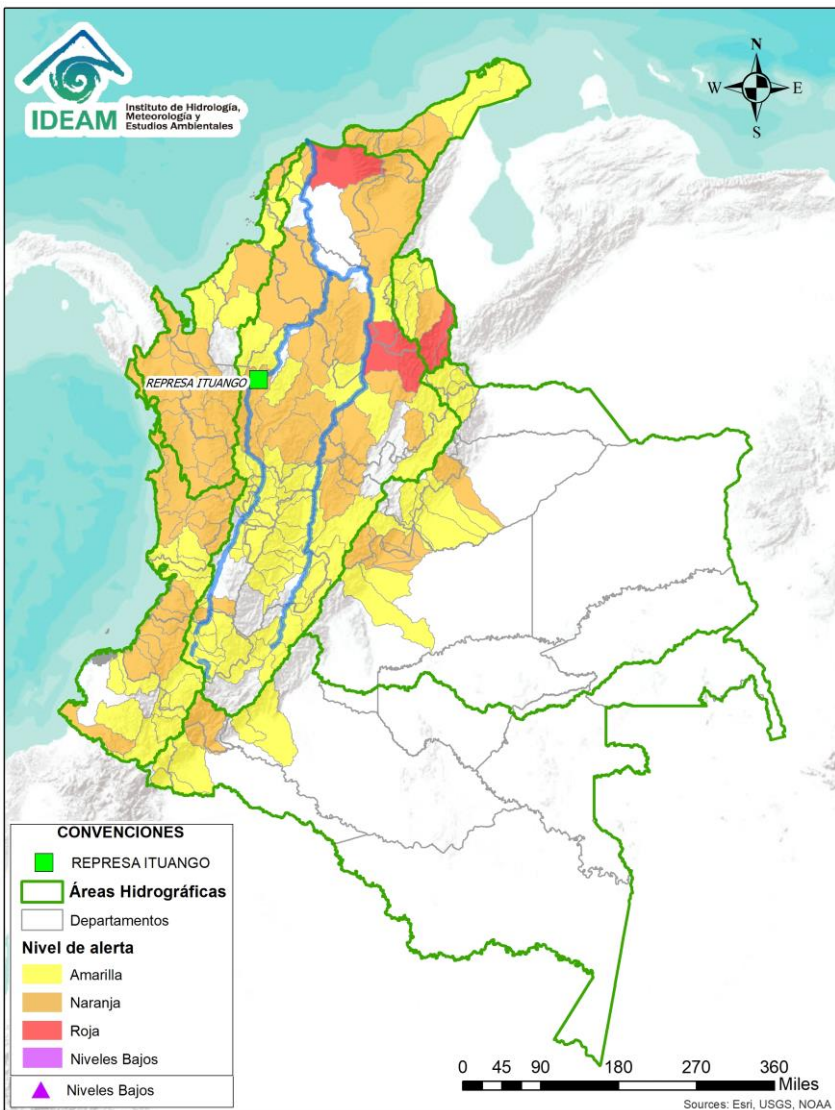 IDEAM
Instituto de Hidrología,
Meteorología y
Estudios Ambientales
N
W
E
S
REPRESA ITUANGO
CONVENCIONES
REPRESA ITUANGO
Áreas Hidrográficas
Departamentos
Nivel de alerta
Amarilla
Naranja
Roja
Niveles Bajos
Niveles Bajos
0 45 90 180 270 360
Miles
Sources: Esri, USGS, NOAA